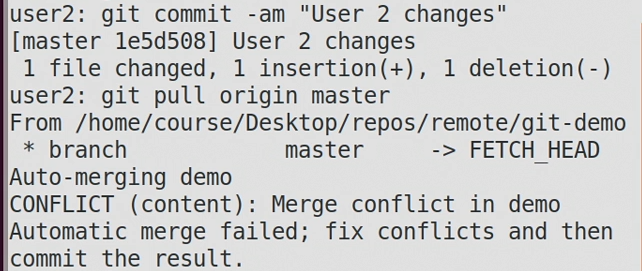 user2: git commit -am "User 2 changes"
[master 1e5d508] User 2 changes
 1 file changed, 1 insertion(+), 1 deletion(-)
user2: git pull origin master
From /home/course/Desktop/repos/remote/git-demo
 * branch            master     -> FETCH_HEAD
Auto-merging demo
CONFLICT (content): Merge conflict in demo
Automatic merge failed; fix conflicts and then
commit the result.